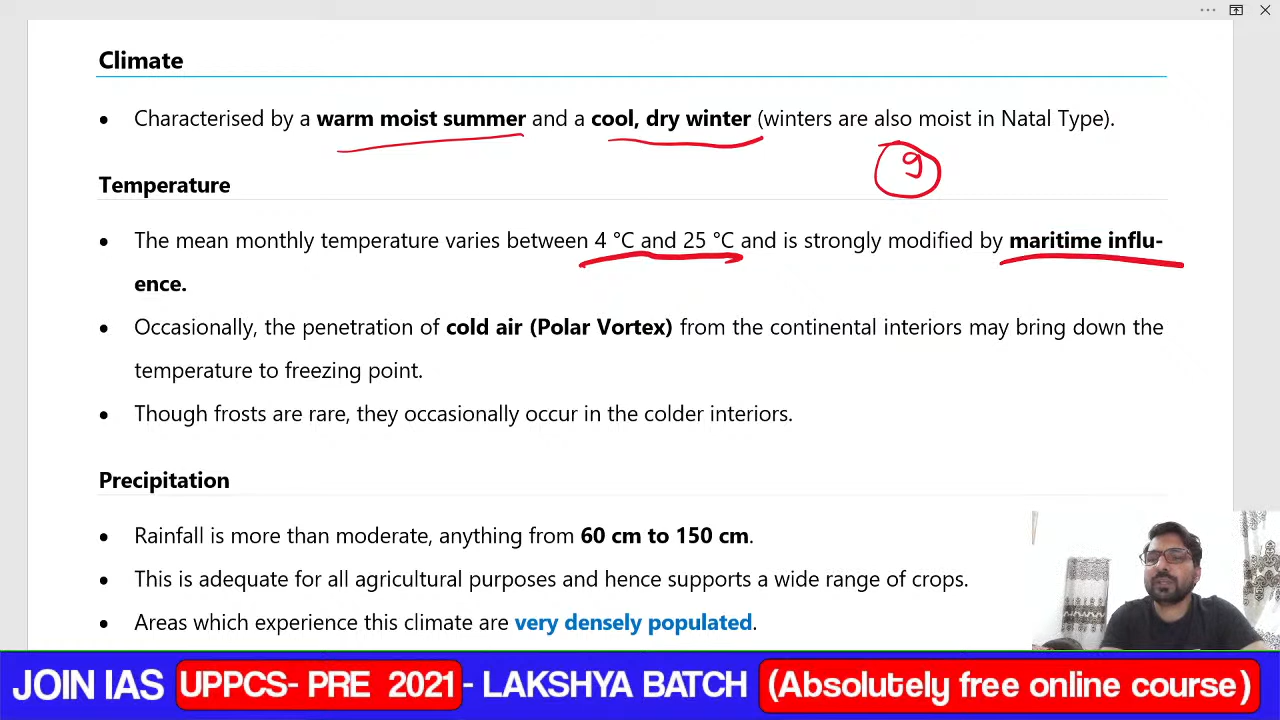 Climate
• Characterised by a warm moist summer and a cool, dry winter (winters are also moist in Natal Type).
9
Temperature
• The mean monthly temperature varies between 4 °C and 25 °C and is strongly modified by maritime influ-
ence.
• Occasionally, the penetration of cold air (Polar Vortex) from the continental interiors may bring down the
temperature to freezing point.
• Though frosts are rare, they occasionally occur in the colder interiors.
Precipitation
• Rainfall is more than moderate, anything from 60 cm to 150 cm.
• This is adequate for all agricultural purposes and hence supports a wide range of crops.
• Areas which experience this climate are very densely populated.
JOIN IAS UPPCS- PRE 2021 - LAKSHYA BATCH (Absolutely free online course)